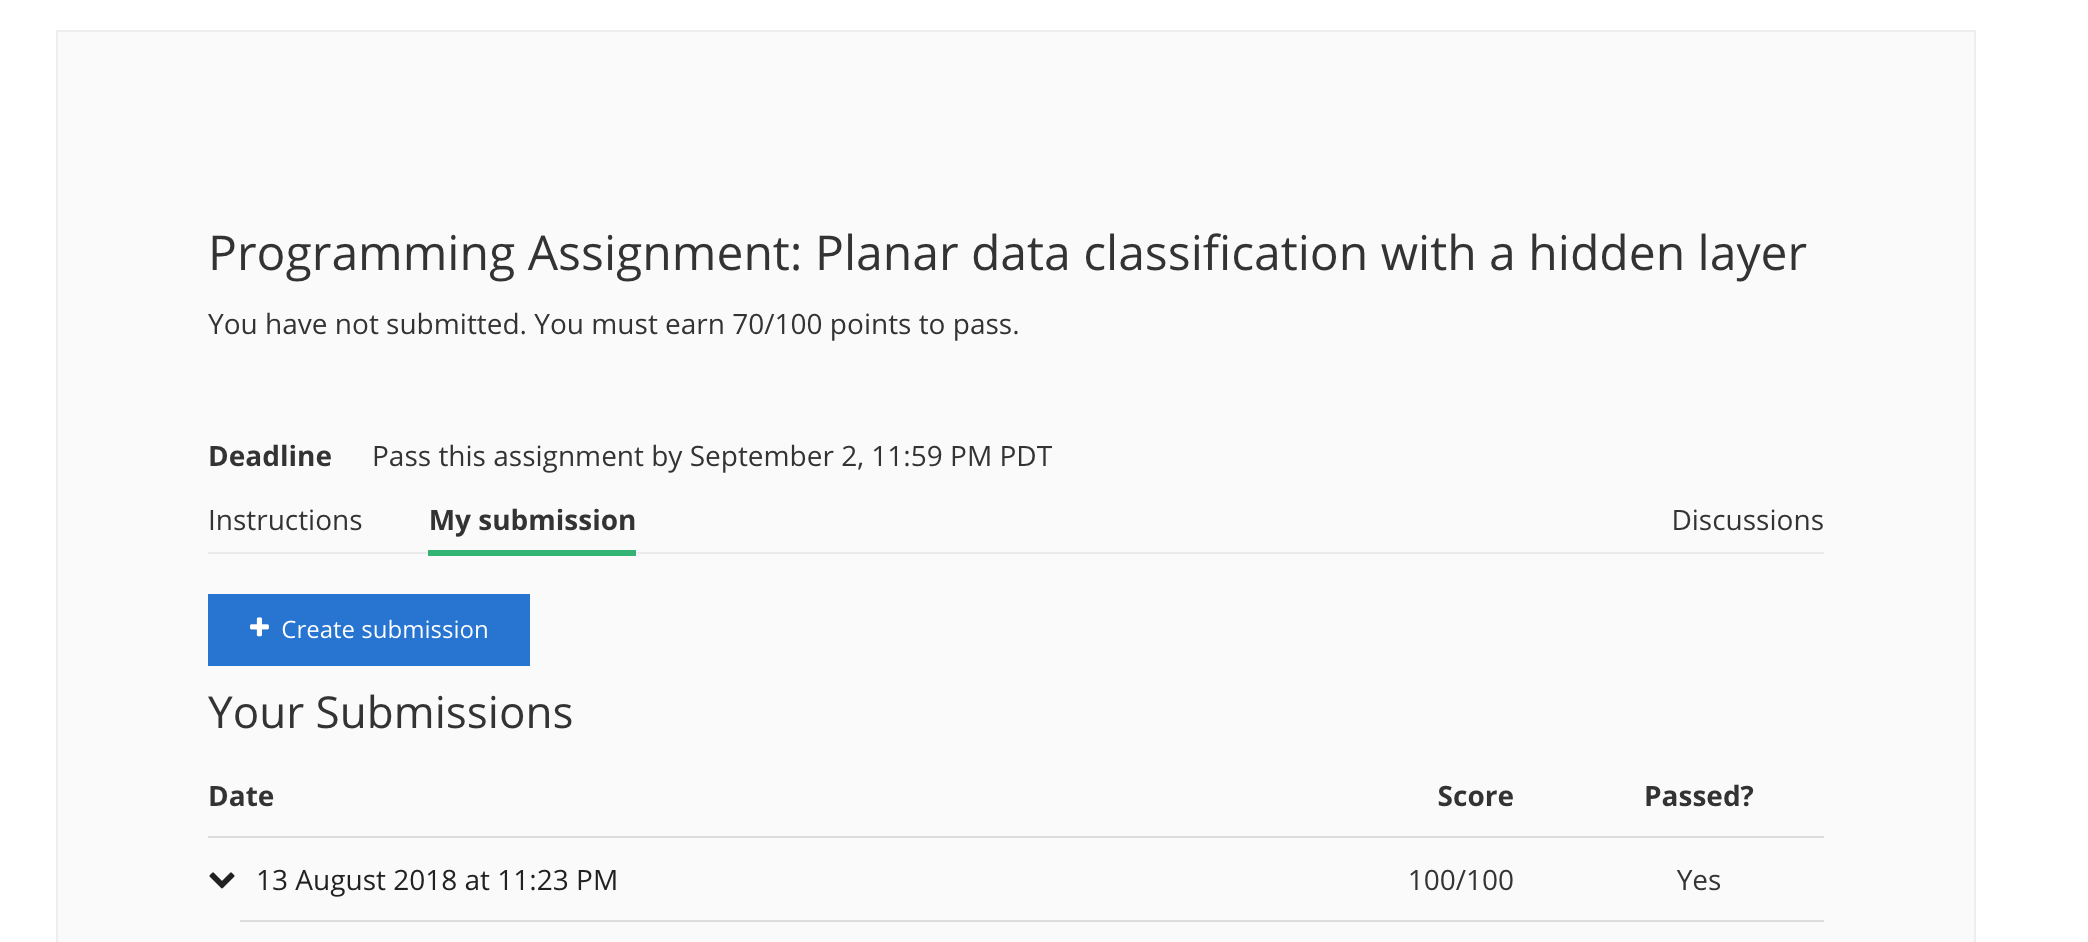 Programming Assignment: Planar data classification with a hidden layer
You have not submitted. You must earn 70/100 points to pass.
Deadline Pass this assignment by September 2, 11:59 PM PDT
Instructions My submission Discussions
Create submission
Your Submissions
Date Score Passed?
13 August 2018 at 11:23 PM 100/100 Yes